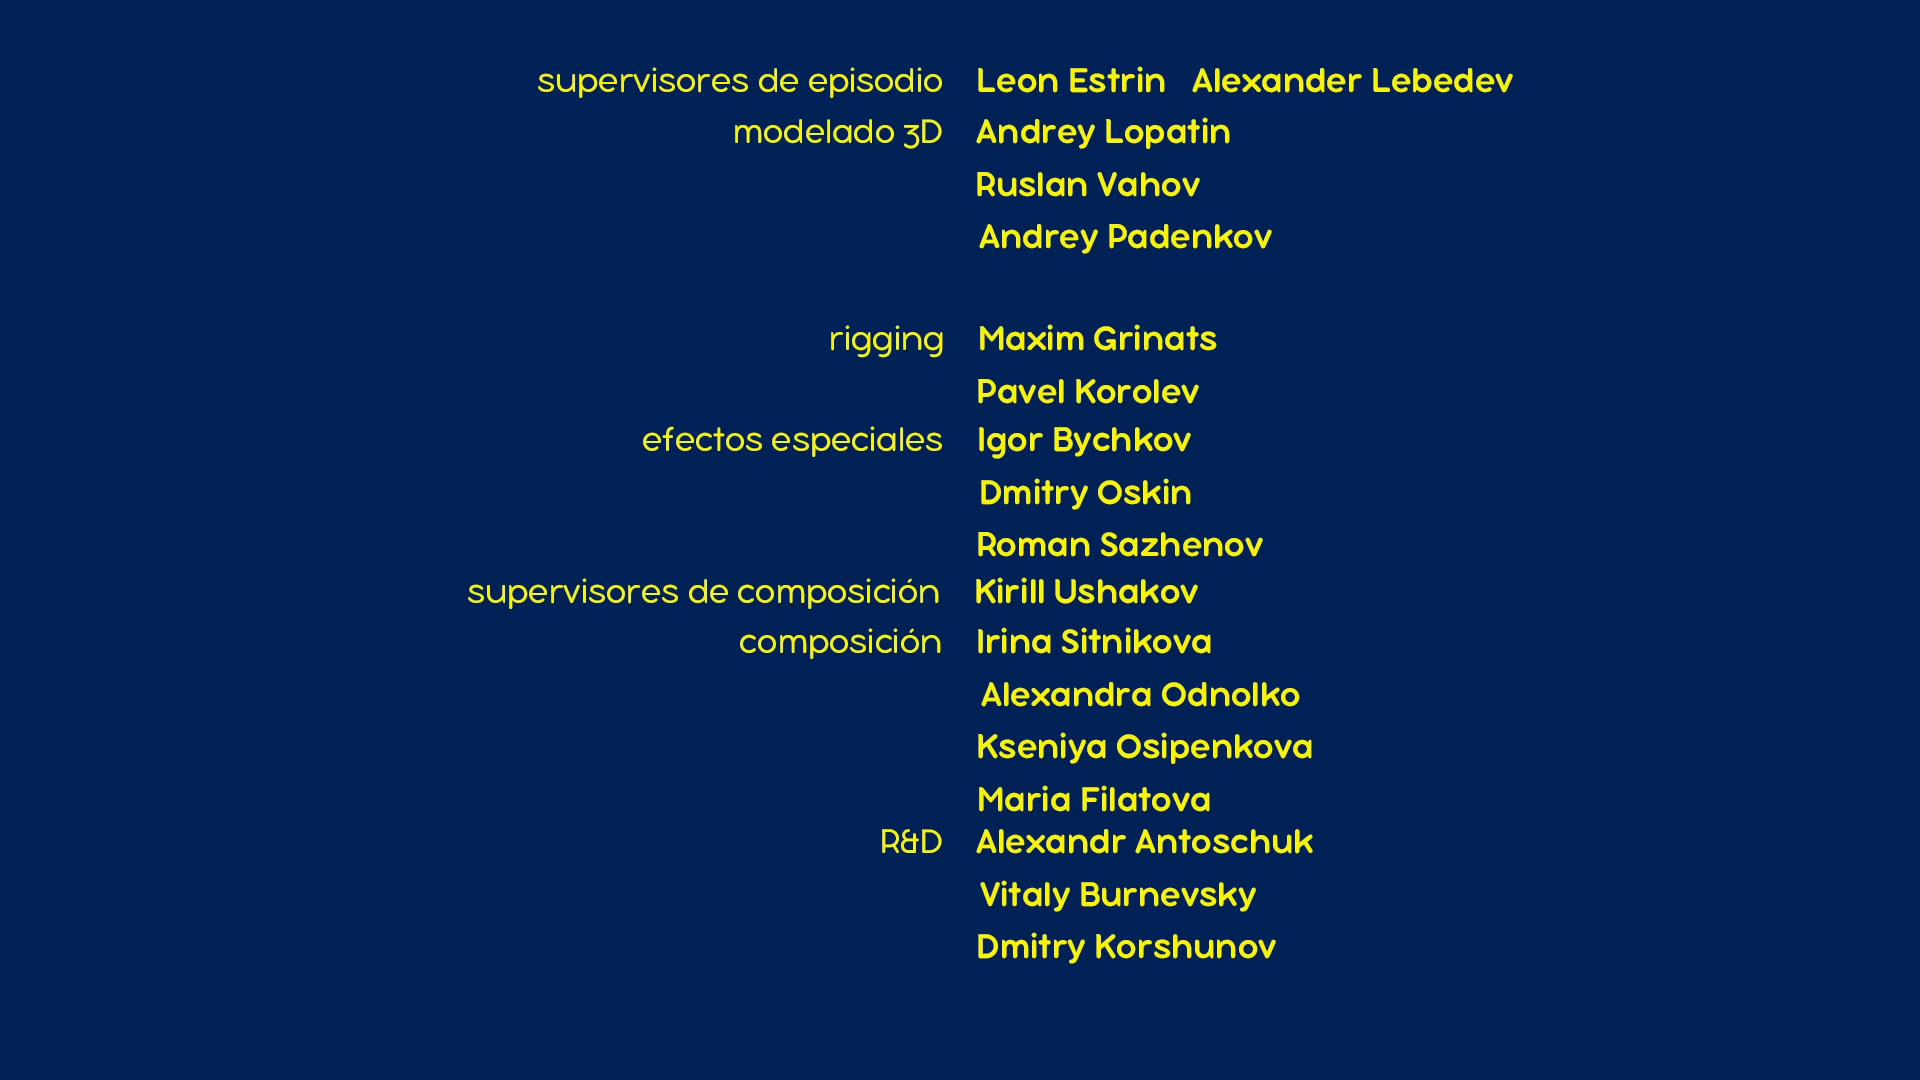 supervisores de episodio Leon Estrin Alexander Lebedev
modelado 3D Andrey Lopatin
Ruslan Vahov
Andrey Padenkov
rigging Maxim Grinats
Pavel Korolev
efectos especiales Igor Bychkov
Dmitry Oskin
Roman Sazhenov
supervisores de composición Kirill Ushakov
composición Irina Sitnikova
Alexandra Odnolko
Kseniya Osipenkova
Maria Filatova
R&D Alexandr Antoschuk
Vitaly Burnevsky
Dmitry Korshunov